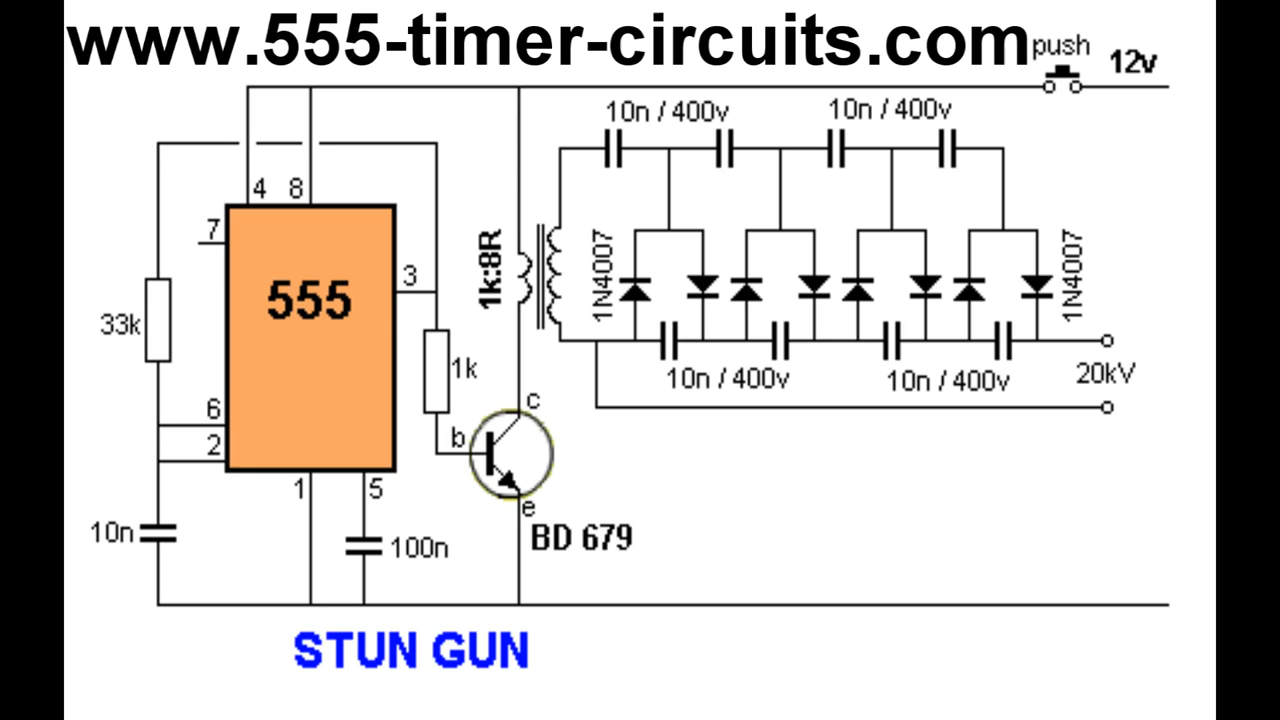 www.555-timer-circuits.com
push
12v
10n / 400v
10n / 400v
4 8
7
555
3
1k:8R
1N4007
1N4007
33k
1k
10n / 400v
10n / 400v
20kV
6
2
c
b
e
1
5
10n
100n
BD 679
STUN GUN